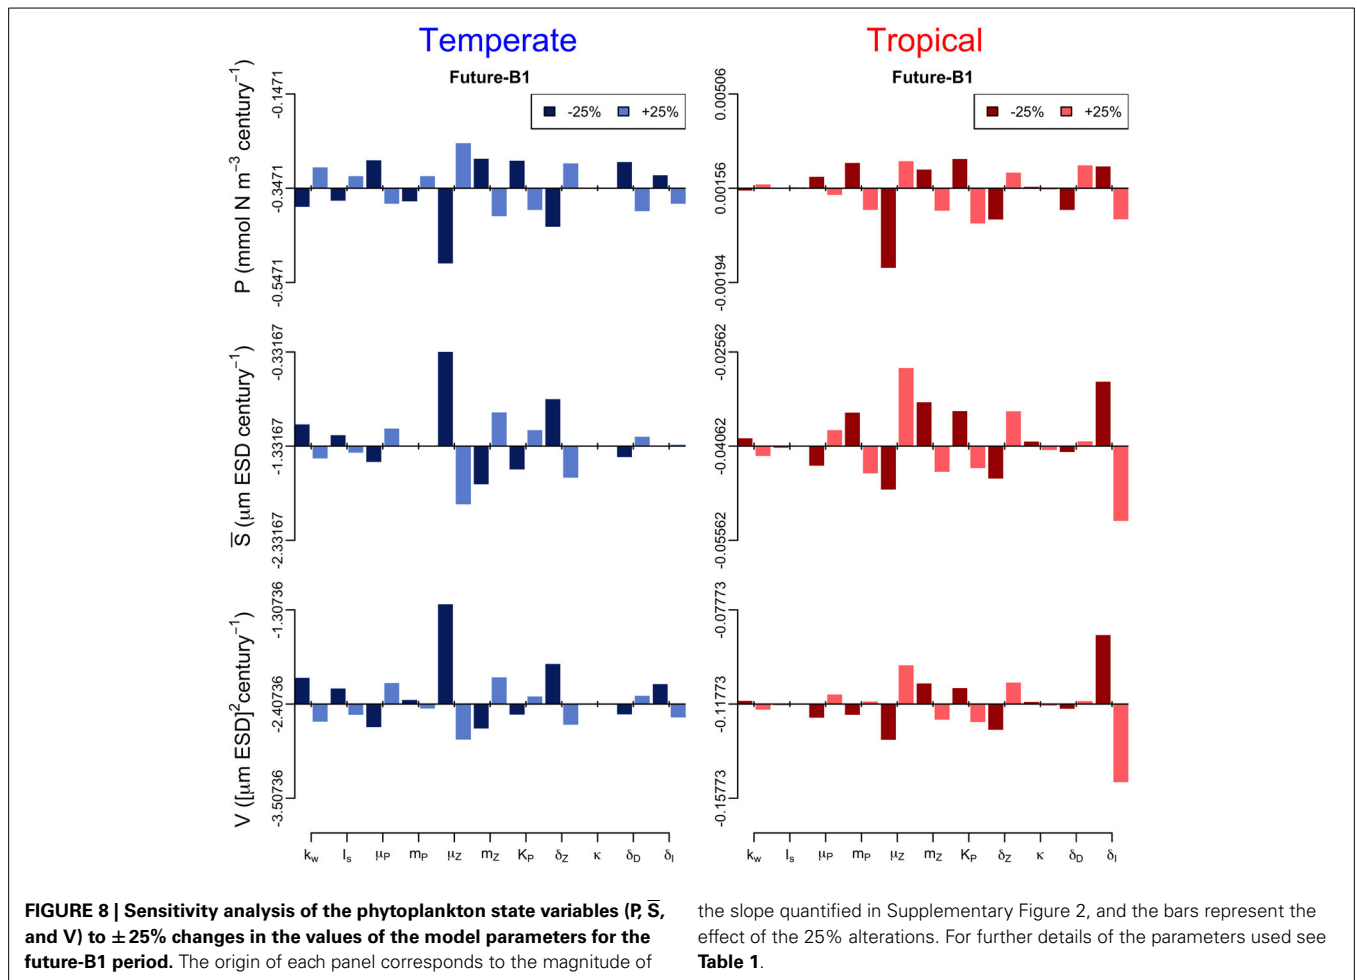 Temperate
Tropical
Future-B1
Future-B1
-25% +25%
-25% +25%
P (mmol N m⁻³ century⁻¹)
-0.1471
-0.3471
-0.5471
0.00506
0.00156
-0.00194
S̅ (µm ESD century⁻¹)
-0.33167
-1.33167
-2.33167
-0.02562
-0.04062
-0.05562
V ([µm ESD]² century⁻¹)
-1.30736
-2.40736
-3.50736
-0.07773
-0.11773
-0.15773
k_w I_s µ_P m_P µ_Z m_Z K_P δ_Z κ δ_D δ_I
k_w I_s µ_P m_P µ_Z m_Z K_P δ_Z κ δ_D δ_I
FIGURE 8 | Sensitivity analysis of the phytoplankton state variables (P, S̅,
and V) to ± 25% changes in the values of the model parameters for the
future-B1 period. The origin of each panel corresponds to the magnitude of
the slope quantified in Supplementary Figure 2, and the bars represent the
effect of the 25% alterations. For further details of the parameters used see
Table 1.